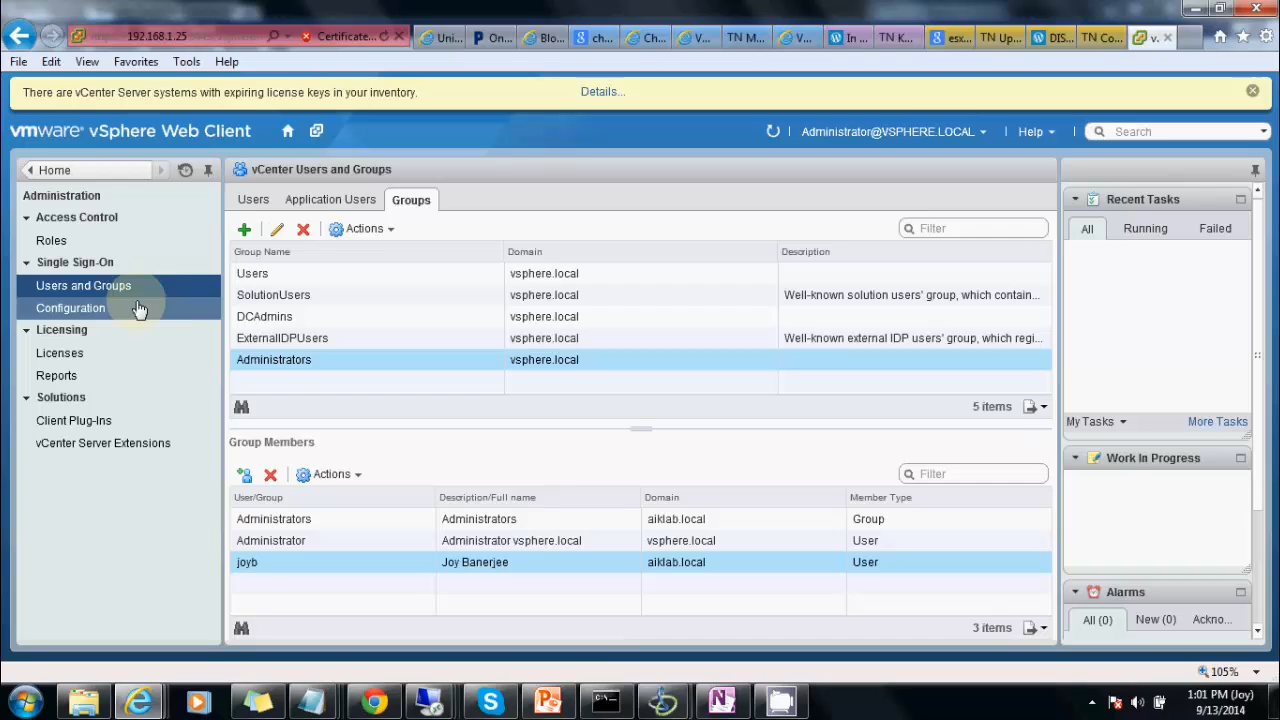 192.168.1.25
Certificate...
Uni...
On...
Blo...
ch...
Ch...
V...
TN M...
V...
In ...
TN K...
esx...
TN Up...
DIS...
TN Co...
v.
File Edit View Favorites Tools Help
There are vCenter Server systems with expiring license keys in your inventory. Details...
vmware vSphere Web Client
Administrator@VSPHERE.LOCAL
Help
Search
Home
Administration
Access Control
Roles
Single Sign-On
Users and Groups
Configuration
Licensing
Licenses
Reports
Solutions
Client Plug-Ins
vCenter Server Extensions
vCenter Users and Groups
Users Application Users Groups
Actions
Filter
Group Name Domain Description
Users vsphere.local
SolutionUsers vsphere.local Well-known solution users' group, which contain...
DCAdmins vsphere.local
ExternalIDPUsers vsphere.local Well-known external IDP users' group, which regi...
Administrators vsphere.local
5 items
Group Members
Actions
Filter
User/Group Description/Full name Domain Member Type
Administrators Administrators aiklab.local Group
Administrator Administrator vsphere.local vsphere.local User
joyb Joy Banerjee aiklab.local User
3 items
Recent Tasks
All Running Failed
My Tasks More Tasks
Work In Progress
Alarms
All (0) New (0) Ackno...
105%
1:01 PM (Joy)
9/13/2014